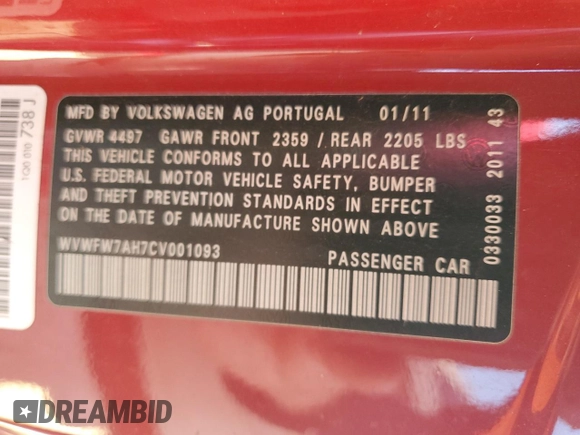 MFD BY VOLKSWAGEN AG PORTUGAL 01/11
GVWR 4497 GAWR FRONT 2359 / REAR 2205 LBS
THIS VEHICLE CONFORMS TO ALL APPLICABLE
U.S. FEDERAL MOTOR VEHICLE SAFETY, BUMPER
AND THEFT PREVENTION STANDARDS IN EFFECT
ON THE DATE OF MANUFACTURE SHOWN ABOVE
WVWFW7AH7CV001093
PASSENGER CAR
0330033 2011 43
1Q0 010 738 J
DREAMBID